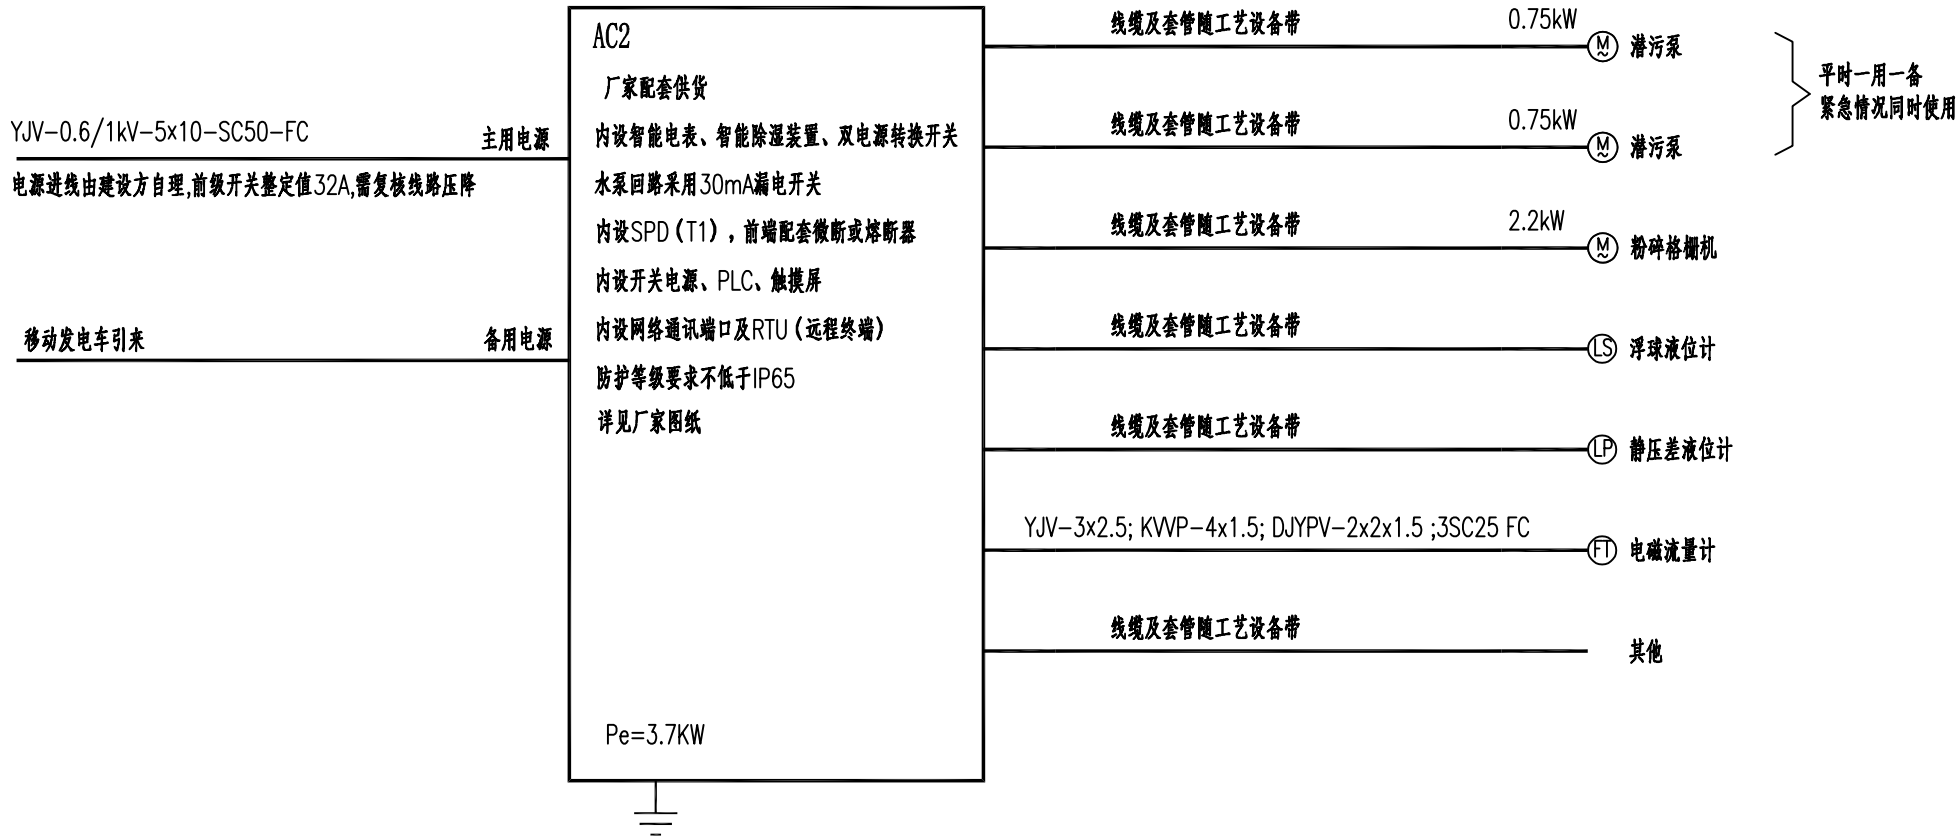 YJV-0.6/1kV-5×10-SC50-FC
主用电源
电源进线由建设方自理,前级开关整定值32A,需复核线路压降
移动发电车引来
备用电源
AC2
厂家配套供货
内设智能电表、智能除湿装置、双电源转换开关
水泵回路采用30mA漏电开关
内设SPD(T1),前端配套微断或熔断器
内设开关电源、PLC、触摸屏
内设网络通讯端口及RTU(远程终端)
防护等级要求不低于IP65
详见厂家图纸
Pe=3.7KW
线缆及套管随工艺设备带
0.75kW
M
~
潜污泵
线缆及套管随工艺设备带
0.75kW
M
~
潜污泵
平时一用一备
紧急情况同时使用
线缆及套管随工艺设备带
2.2kW
M
~
粉碎格栅机
线缆及套管随工艺设备带
LS
浮球液位计
线缆及套管随工艺设备带
LP
静压差液位计
YJV-3x2.5; KVVP-4x1.5; DJYPV-2x2x1.5 ;3SC25 FC
FT
电磁流量计
线缆及套管随工艺设备带
其他